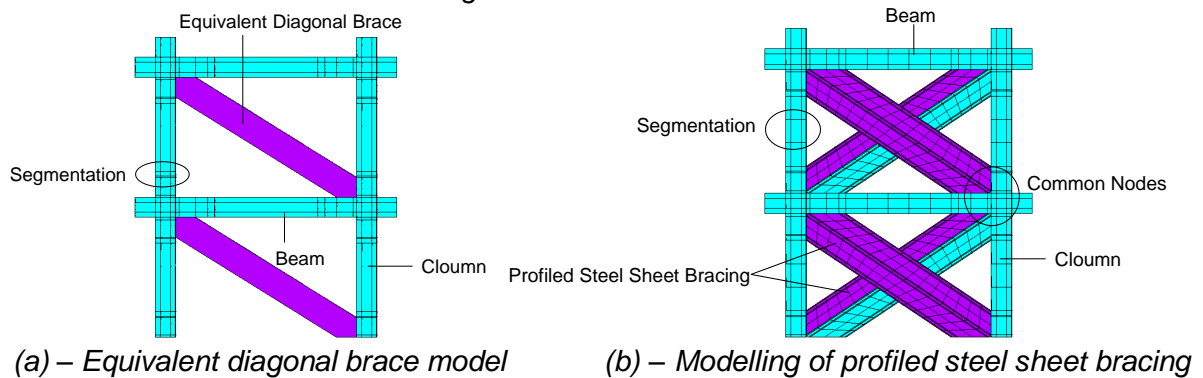 Equivalent Diagonal Brace
Segmentation
Beam
Cloumn
(a) – Equivalent diagonal brace model
Beam
Segmentation
Common Nodes
Profiled Steel Sheet Bracing
Cloumn
(b) – Modelling of profiled steel sheet bracing